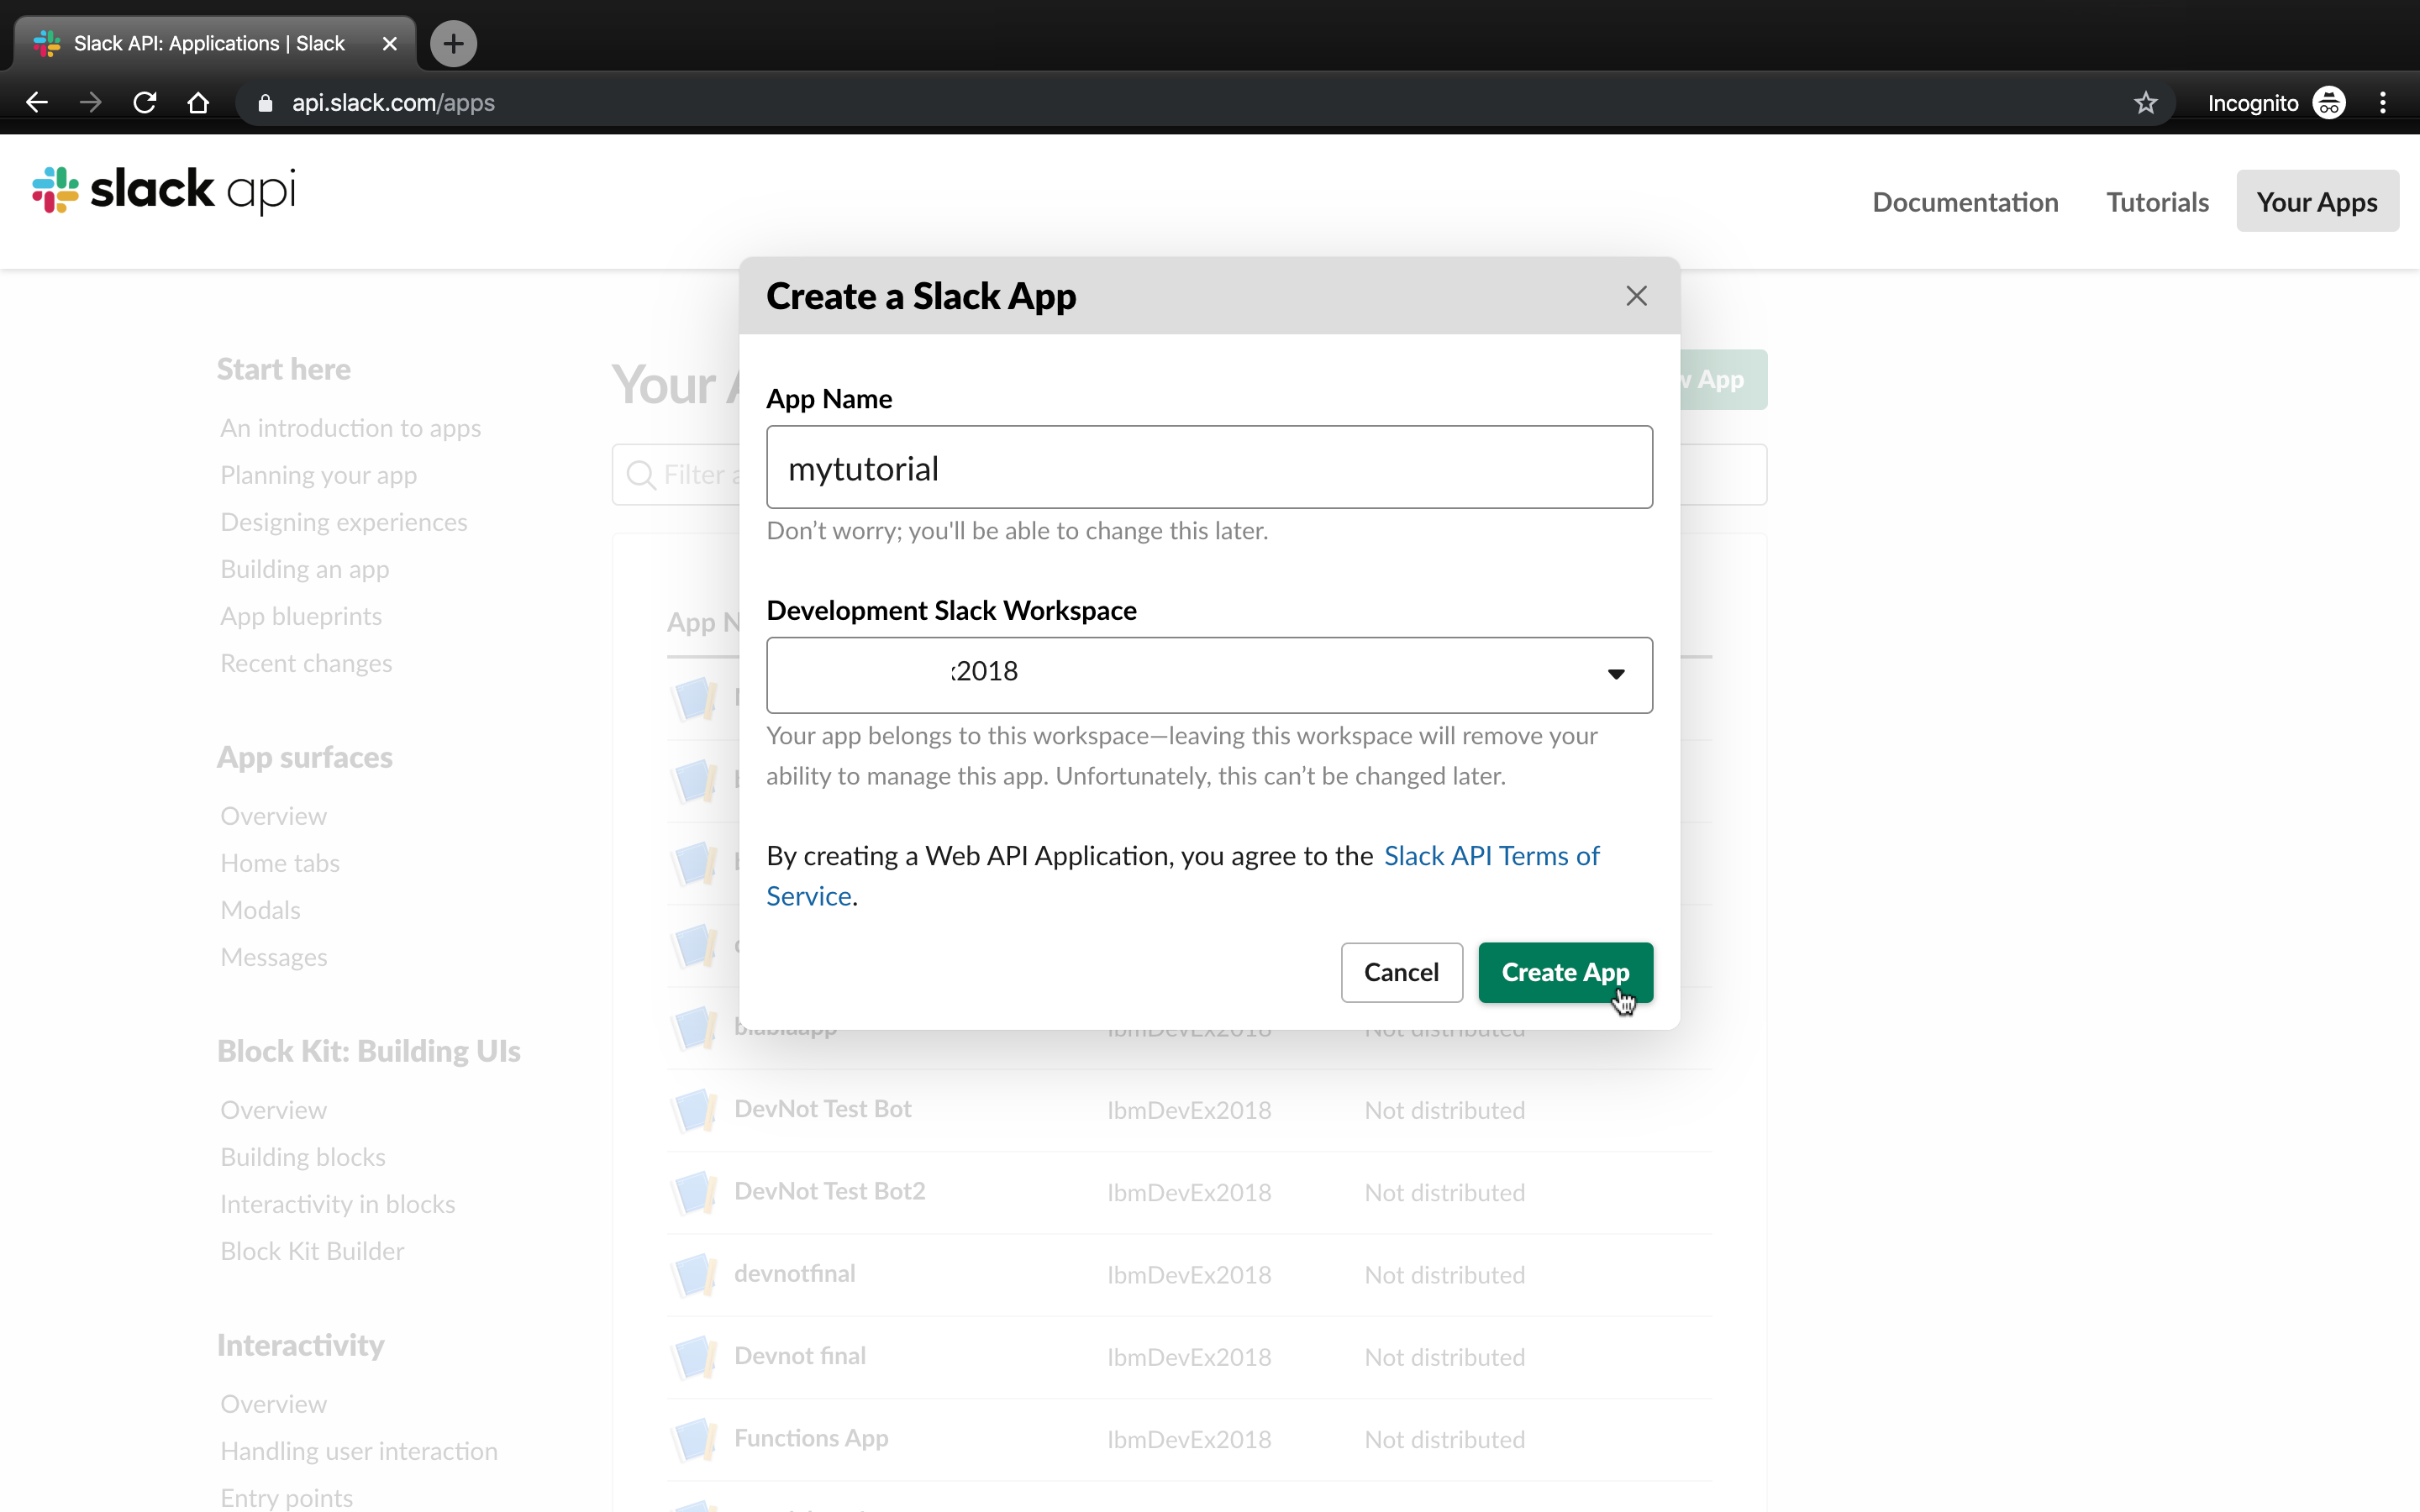 Slack API: Applications | Slack
api.slack.com/apps
Incognito
slack api
Documentation
Tutorials
Your Apps
Create a Slack App
App Name
mytutorial
Don't worry; you'll be able to change this later.
Development Slack Workspace
2018
Your app belongs to this workspace—leaving this workspace will remove your
ability to manage this app. Unfortunately, this can't be changed later.
By creating a Web API Application, you agree to the Slack API Terms of
Service.
Cancel
Create App
Start here
An introduction to apps
Planning your app
Designing experiences
Building an app
App blueprints
Recent changes
App surfaces
Overview
Home tabs
Modals
Messages
Block Kit: Building UIs
Overview
Building blocks
Interactivity in blocks
Block Kit Builder
Interactivity
Overview
Handling user interaction
Entry points
Your
App
Filter
App
blablaapp IbmDevEx2018 Not distributed
DevNot Test Bot IbmDevEx2018 Not distributed
DevNot Test Bot2 IbmDevEx2018 Not distributed
devnotfinal IbmDevEx2018 Not distributed
Devnot final IbmDevEx2018 Not distributed
Functions App IbmDevEx2018 Not distributed